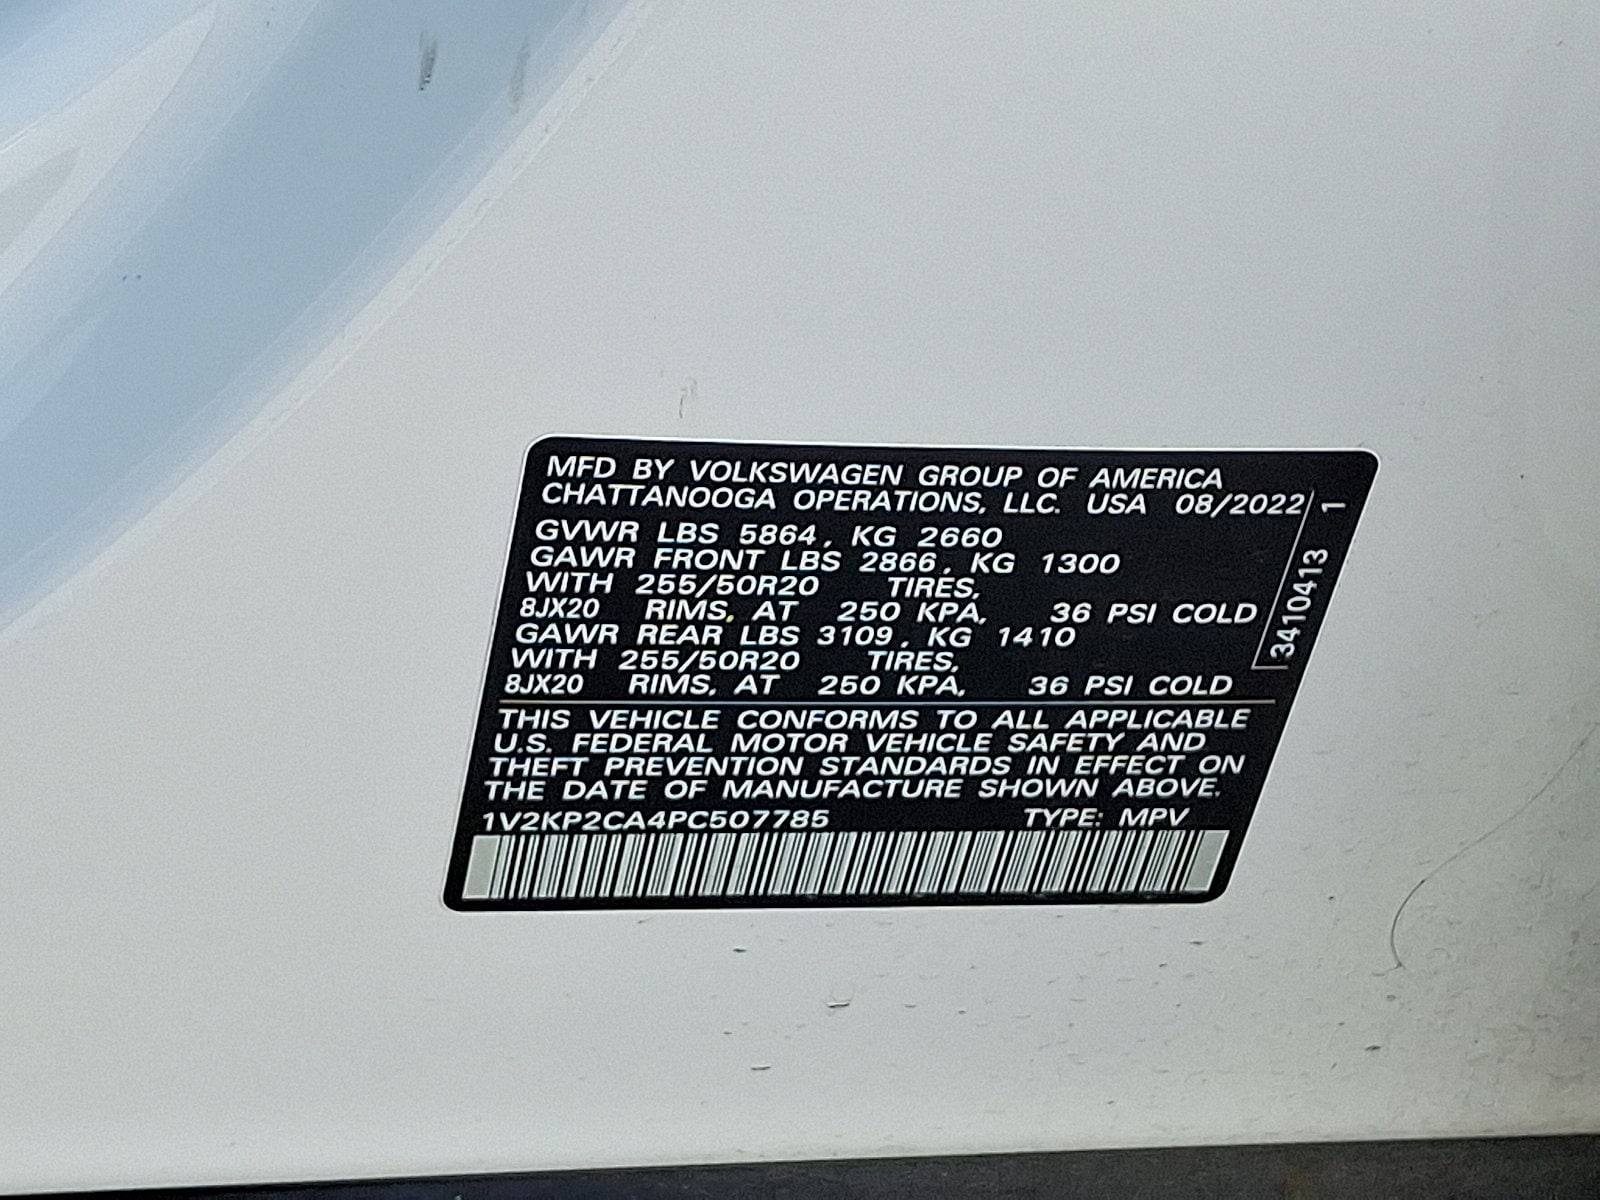 MFD BY VOLKSWAGEN GROUP OF AMERICA
CHATTANOOGA OPERATIONS, LLC. USA 08/2022
GVWR LBS 5864, KG 2660
GAWR FRONT LBS 2866, KG 1300
WITH 255/50R20 TIRES,
8JX20 RIMS, AT 250 KPA, 36 PSI COLD
GAWR REAR LBS 3109, KG 1410
WITH 255/50R20 TIRES,
8JX20 RIMS, AT 250 KPA, 36 PSI COLD
3410413 1
THIS VEHICLE CONFORMS TO ALL APPLICABLE
U.S. FEDERAL MOTOR VEHICLE SAFETY AND
THEFT PREVENTION STANDARDS IN EFFECT ON
THE DATE OF MANUFACTURE SHOWN ABOVE.
1V2KP2CA4PC507785 TYPE: MPV